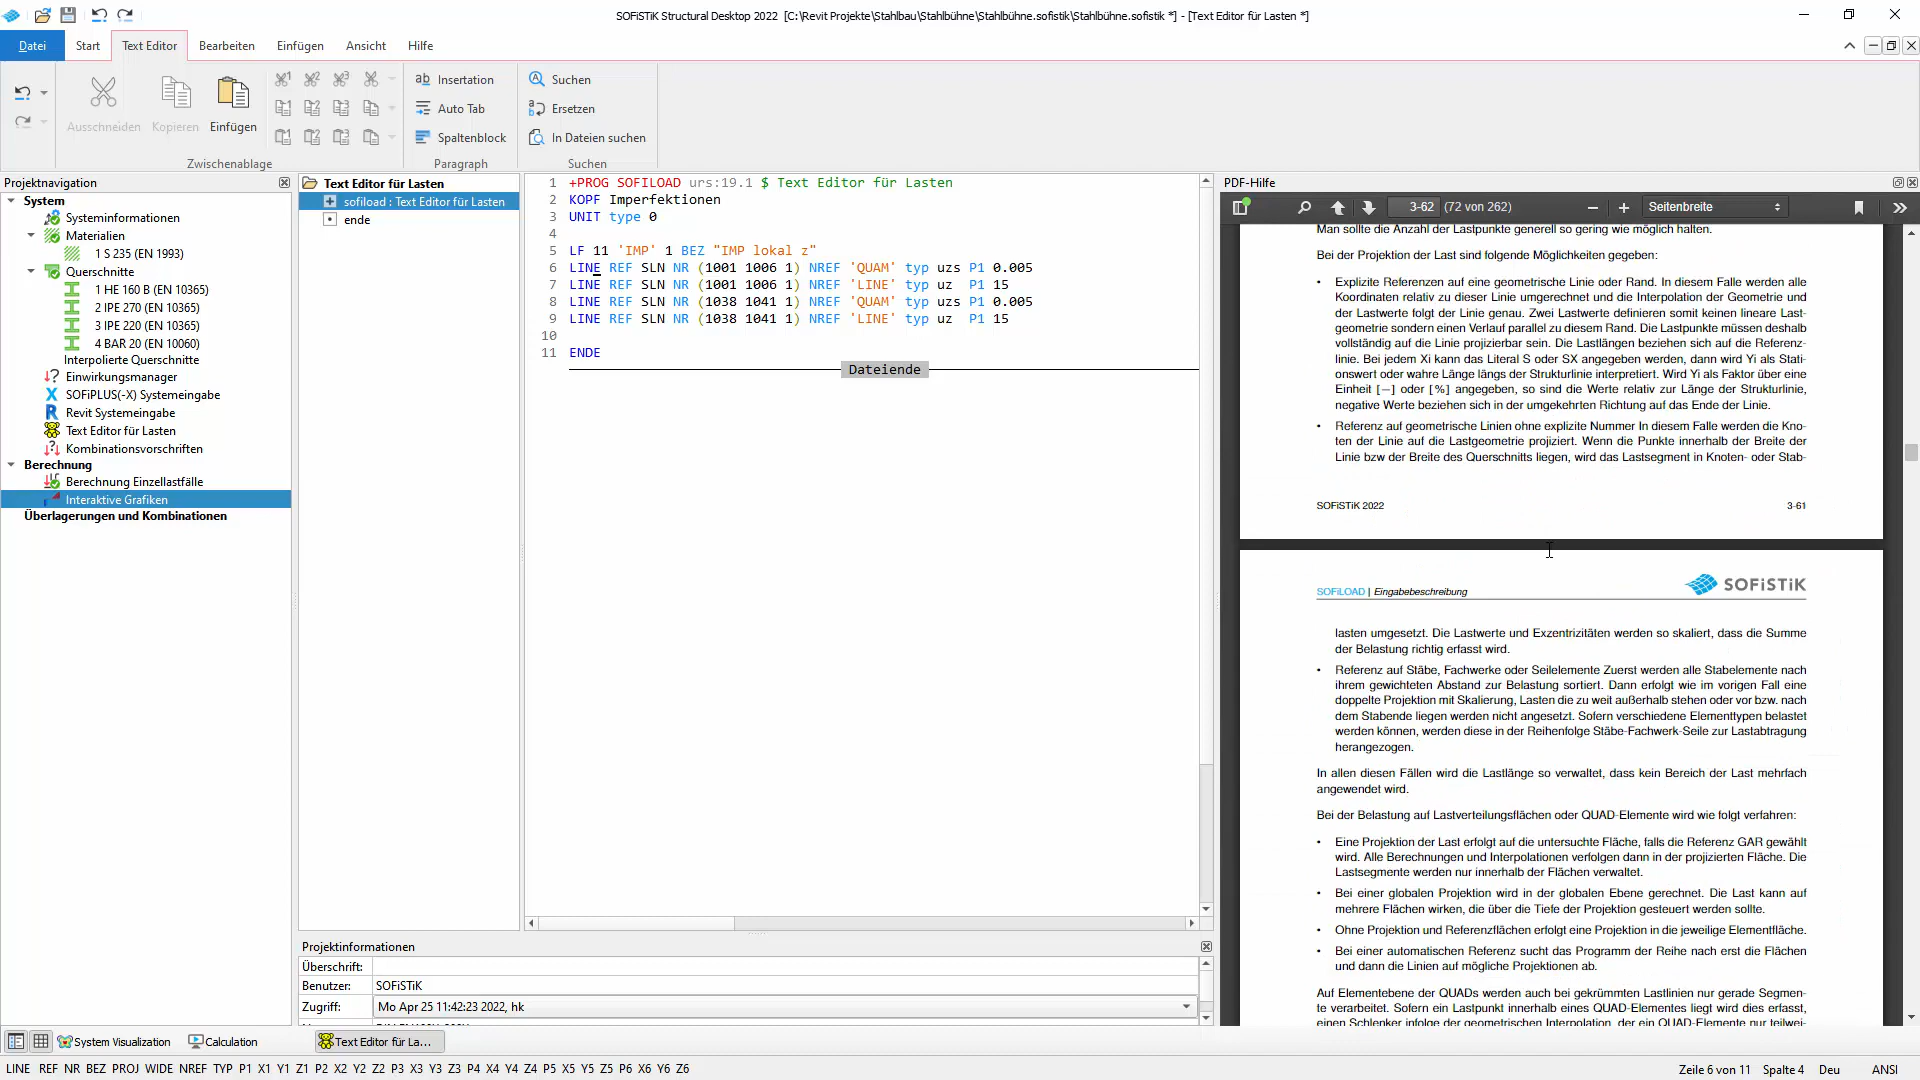 SOFiSTiK Structural Desktop 2022 [C:\Revit Projekte\Stahlbau\Stahlbühne\Stahlbühne.sofistik\Stahlbühne.sofistik *] - [Text Editor für Lasten *]
Datei Start Text Editor Bearbeiten Einfügen Ansicht Hilfe
Ausschneiden Kopieren Einfügen
Zwischenablage
ab Insertation
Auto Tab
Spaltenblock
Paragraph
Suchen
Ersetzen
In Dateien suchen
Suchen
Projektnavigation
System
Systeminformationen
Materialien
1 S 235 (EN 1993)
Querschnitte
1 HE 160 B (EN 10365)
2 IPE 270 (EN 10365)
3 IPE 220 (EN 10365)
4 BAR 20 (EN 10060)
Interpolierte Querschnitte
Einwirkungsmanager
SOFiPLUS(-X) Systemeingabe
Revit Systemeingabe
Text Editor für Lasten
Kombinationsvorschriften
Berechnung
Berechnung Einzellastfälle
Interaktive Grafiken
Überlagerungen und Kombinationen
Text Editor für Lasten
sofiload : Text Editor für Lasten
ende
1 +PROG SOFILOAD urs:19.1 $ Text Editor für Lasten
2 KOPF Imperfektionen
3 UNIT type 0
4
5 LF 11 'IMP' 1 BEZ "IMP lokal z"
6 LINE REF SLN NR (1001 1006 1) NREF 'QUAM' typ uzs P1 0.005
7 LINE REF SLN NR (1001 1006 1) NREF 'LINE' typ uz P1 15
8 LINE REF SLN NR (1038 1041 1) NREF 'QUAM' typ uzs P1 0.005
9 LINE REF SLN NR (1038 1041 1) NREF 'LINE' typ uz P1 15
10
11 ENDE
Dateiende
Projektinformationen
Überschrift:
Benutzer: SOFiSTiK
Zugriff: Mo Apr 25 11:42:23 2022, hk
PDF-Hilfe
3-62 (72 von 262) Seitenbreite
Man sollte die Anzahl der Lastpunkte generell so gering wie möglich halten.
Bei der Projektion der Last sind folgende Möglichkeiten gegeben:
• Explizite Referenzen auf eine geometrische Linie oder Rand. In diesem Falle werden alle
Koordinaten relativ zu dieser Linie umgerechnet und die Interpolation der Geometrie und
der Lastwerte folgt der Linie genau. Zwei Lastwerte definieren somit keinen lineare Last-
geometrie sondern einen Verlauf parallel zu diesem Rand. Die Lastpunkte müssen deshalb
vollständig auf die Linie projizierbar sein. Die Lastlängen beziehen sich auf die Referenz-
linie. Bei jedem Xi kann das Literal S oder SX angegeben werden, dann wird Yi als Stati-
onswert oder wahre Länge längs der Strukturlinie interpretiert. Wird Yi als Faktor über eine
Einheit [−] oder [%] angegeben, so sind die Werte relativ zur Länge der Strukturlinie,
negative Werte beziehen sich in der umgekehrten Richtung auf das Ende der Linie.
• Referenz auf geometrische Linien ohne explizite Nummer In diesem Falle werden die Kno-
ten der Linie auf die Lastgeometrie projiziert. Wenn die Punkte innerhalb der Breite der
Linie bzw der Breite des Querschnitts liegen, wird das Lastsegment in Knoten- oder Stab-
SOFiSTiK 2022 3-61
SOFiLOAD | Eingabebeschreibung SOFiSTiK
lasten umgesetzt. Die Lastwerte und Exzentrizitäten werden so skaliert, dass die Summe
der Belastung richtig erfasst wird.
• Referenz auf Stäbe, Fachwerke oder Seilelemente Zuerst werden alle Stabelemente nach
ihrem gewichteten Abstand zur Belastung sortiert. Dann erfolgt wie im vorigen Fall eine
doppelte Projektion mit Skalierung, Lasten die zu weit außerhalb stehen oder vor bzw. nach
dem Stabende liegen werden nicht angesetzt. Sofern verschiedene Elementtypen belastet
werden können, werden diese in der Reihenfolge Stäbe-Fachwerk-Seile zur Lastabtragung
herangezogen.
In allen diesen Fällen wird die Lastlänge so verwaltet, dass kein Bereich der Last mehrfach
angewendet wird.
Bei der Belastung auf Lastverteilungsflächen oder QUAD-Elemente wird wie folgt verfahren:
• Eine Projektion der Last erfolgt auf die untersuchte Fläche, falls die Referenz GAR gewählt
wird. Alle Berechnungen und Interpolationen verfolgen dann in der projizierten Fläche. Die
Lastsegmente werden nur innerhalb der Flächen verwaltet.
• Bei einer globalen Projektion wird in der globalen Ebene gerechnet. Die Last kann auf
mehrere Flächen wirken, die über die Tiefe der Projektion gesteuert werden sollte.
• Ohne Projektion und Referenzflächen erfolgt eine Projektion in die jeweilige Elementfläche.
• Bei einer automatischen Referenz sucht das Programm der Reihe nach erst die Flächen
und dann die Linien auf mögliche Projektionen ab.
Auf Elementebene der QUADs werden auch bei gekrümmten Lastlinien nur gerade Segmen-
te verarbeitet. Sofern ein Lastpunkt innerhalb eines QUAD-Elementes liegt wird dies erfasst,
einen Schlenker infolge der geometrischen Interpolation, der ein QUAD-Elemente nur teilwei-
System Visualization Calculation Text Editor für La...
LINE REF NR BEZ PROJ WIDE NREF TYP P1 X1 Y1 Z1 P2 X2 Y2 Z2 P3 X3 Y3 Z3 P4 X4 Y4 Z4 P5 X5 Y5 Z5 P6 X6 Y6 Z6
Zeile 6 von 11 Spalte 4 Deu ANSI